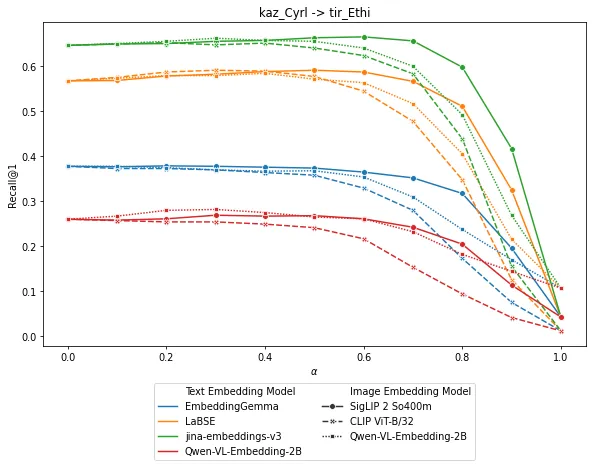 kaz_Cyrl -> tir_Ethi
Recall@1
0.6
0.5
0.4
0.3
0.2
0.1
0.0
0.0 0.2 0.4 0.6 0.8 1.0
α
Text Embedding Model Image Embedding Model
EmbeddingGemma SigLIP 2 So400m
LaBSE CLIP ViT-B/32
jina-embeddings-v3 Qwen-VL-Embedding-2B
Qwen-VL-Embedding-2B